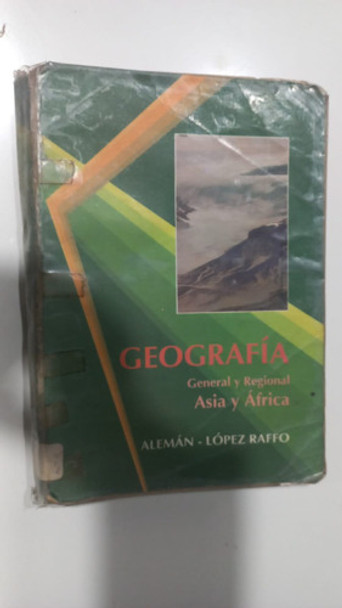 GEOGRAFÍA
General y Regional
Asia y África
ALEMÁN - LÓPEZ RAFFO